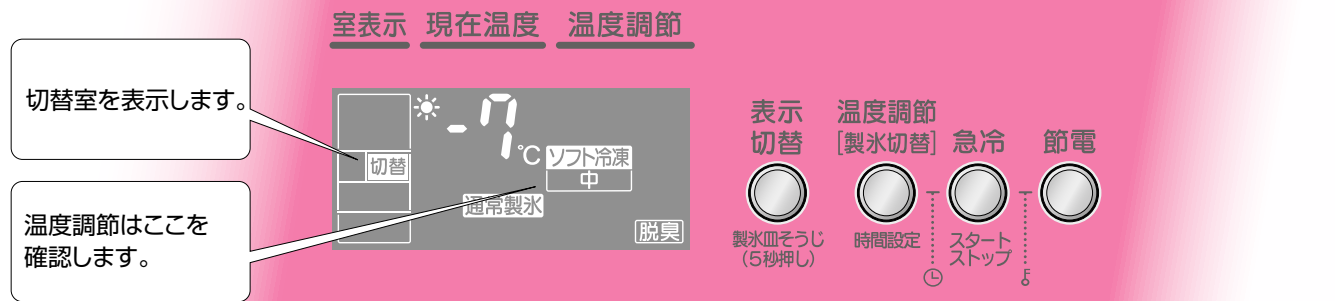 室表示 現在温度 温度調節
切替室を表示します。
-7℃
切替
ソフト冷凍
中
通常製氷
脱臭
温度調節はここを
確認します。
表示
切替
温度調節
[製氷切替]
急冷
節電
製氷皿そうじ
(5秒押し)
時間設定
スタート
ストップ